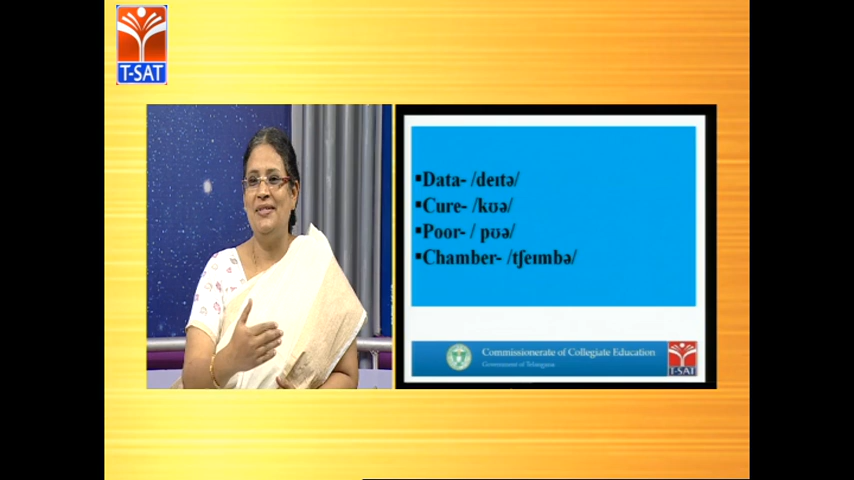 T-SAT
▪Data- /deɪtə/
▪Cure- /kʊə/
▪Poor- / pʊə/
▪Chamber- /tʃeɪmbə/
Commissionerate of Collegiate Education
Government of Telangana
T-SAT